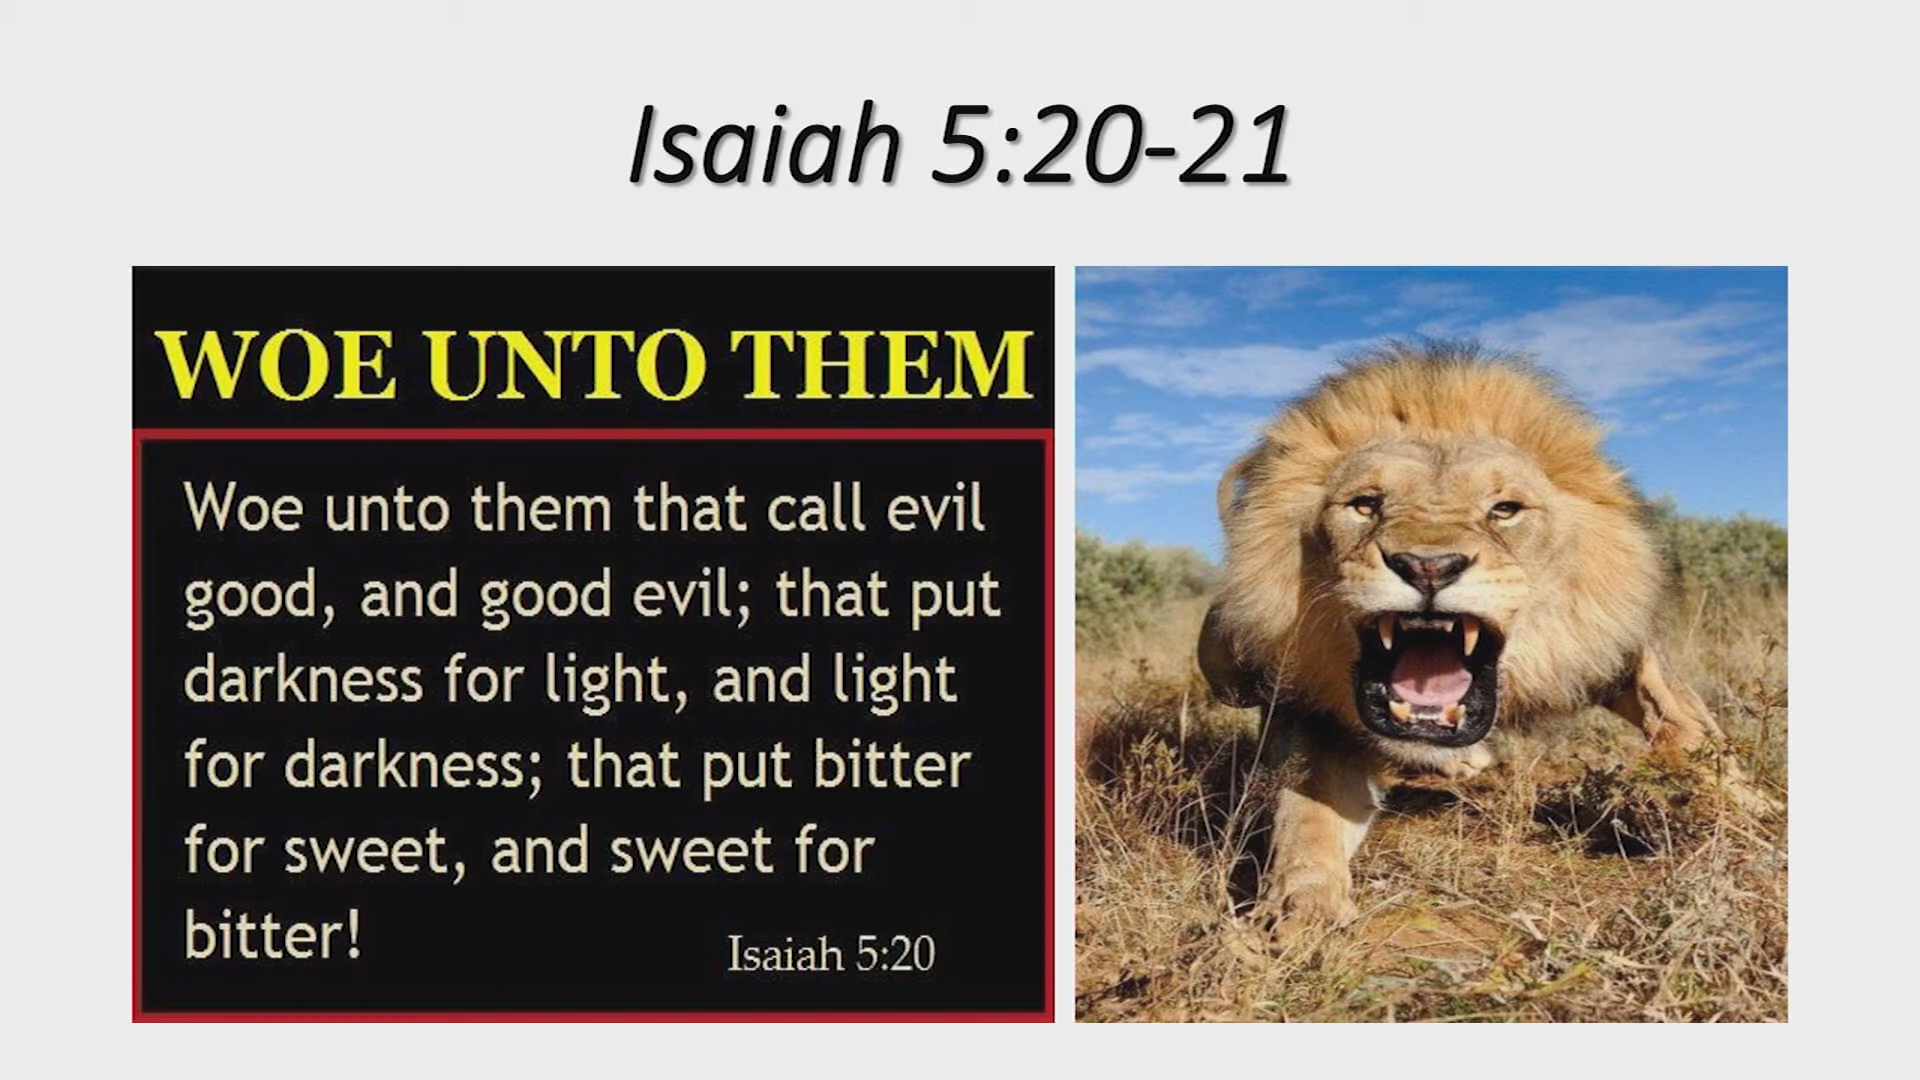 Isaiah 5:20-21
WOE UNTO THEM
Woe unto them that call evil
good, and good evil; that put
darkness for light, and light
for darkness; that put bitter
for sweet, and sweet for
bitter!
Isaiah 5:20